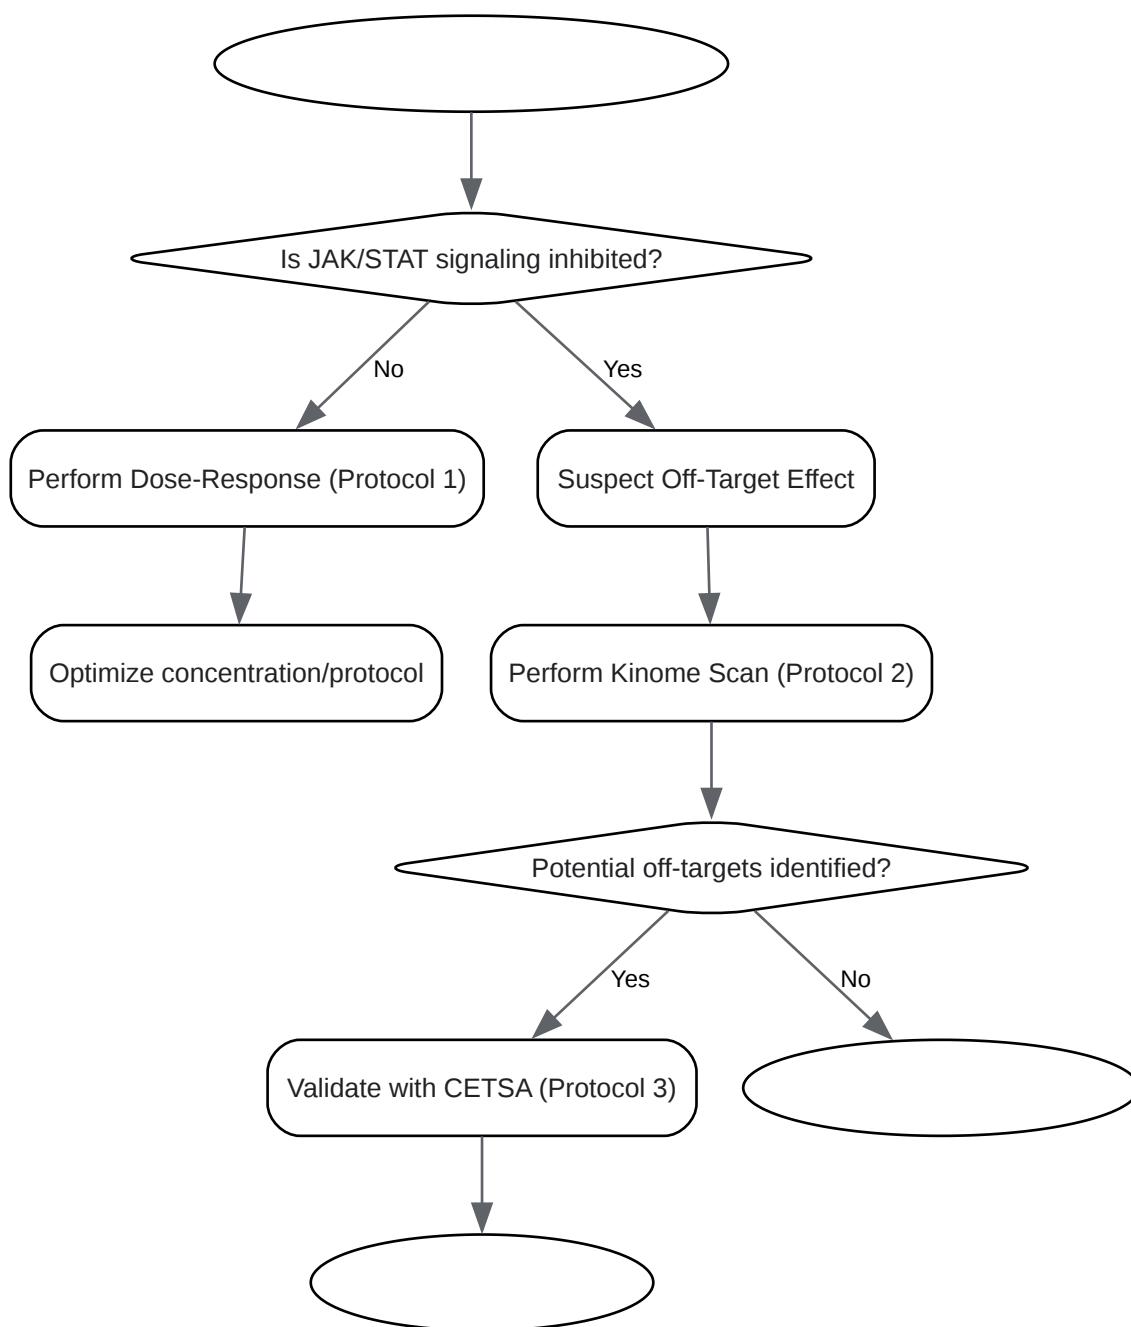 Is JAK/STAT signaling inhibited?
No
Yes
Perform Dose-Response (Protocol 1)
Suspect Off-Target Effect
Optimize concentration/protocol
Perform Kinome Scan (Protocol 2)
Potential off-targets identified?
Yes
No
Validate with CETSA (Protocol 3)